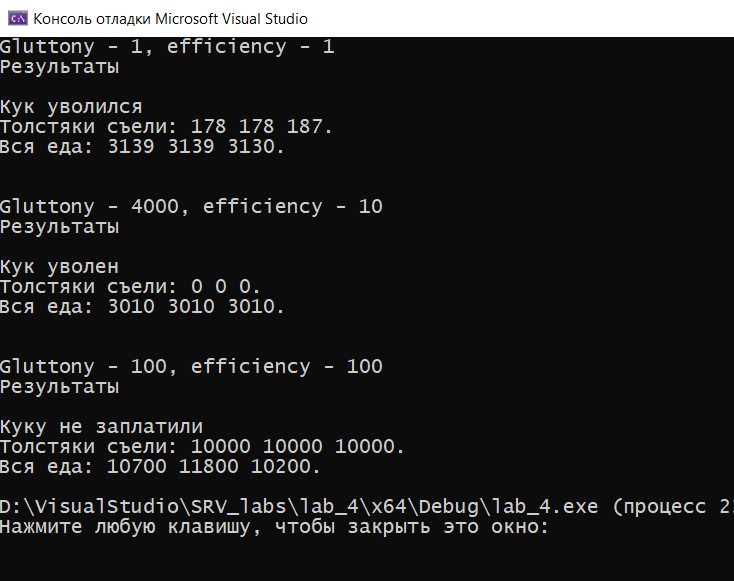 Консоль отладки Microsoft Visual Studio
Gluttony - 1, efficiency - 1
Результаты
Кук уволился
Толстяки съели: 178 178 187.
Вся еда: 3139 3139 3130.
Gluttony - 4000, efficiency - 10
Результаты
Кук уволен
Толстяки съели: 0 0 0.
Вся еда: 3010 3010 3010.
Gluttony - 100, efficiency - 100
Результаты
Куку не заплатили
Толстяки съели: 10000 10000 10000.
Вся еда: 10700 11800 10200.
D:\VisualStudio\SRV_labs\lab_4\x64\Debug\lab_4.exe (процесс 2
Нажмите любую клавишу, чтобы закрыть это окно: